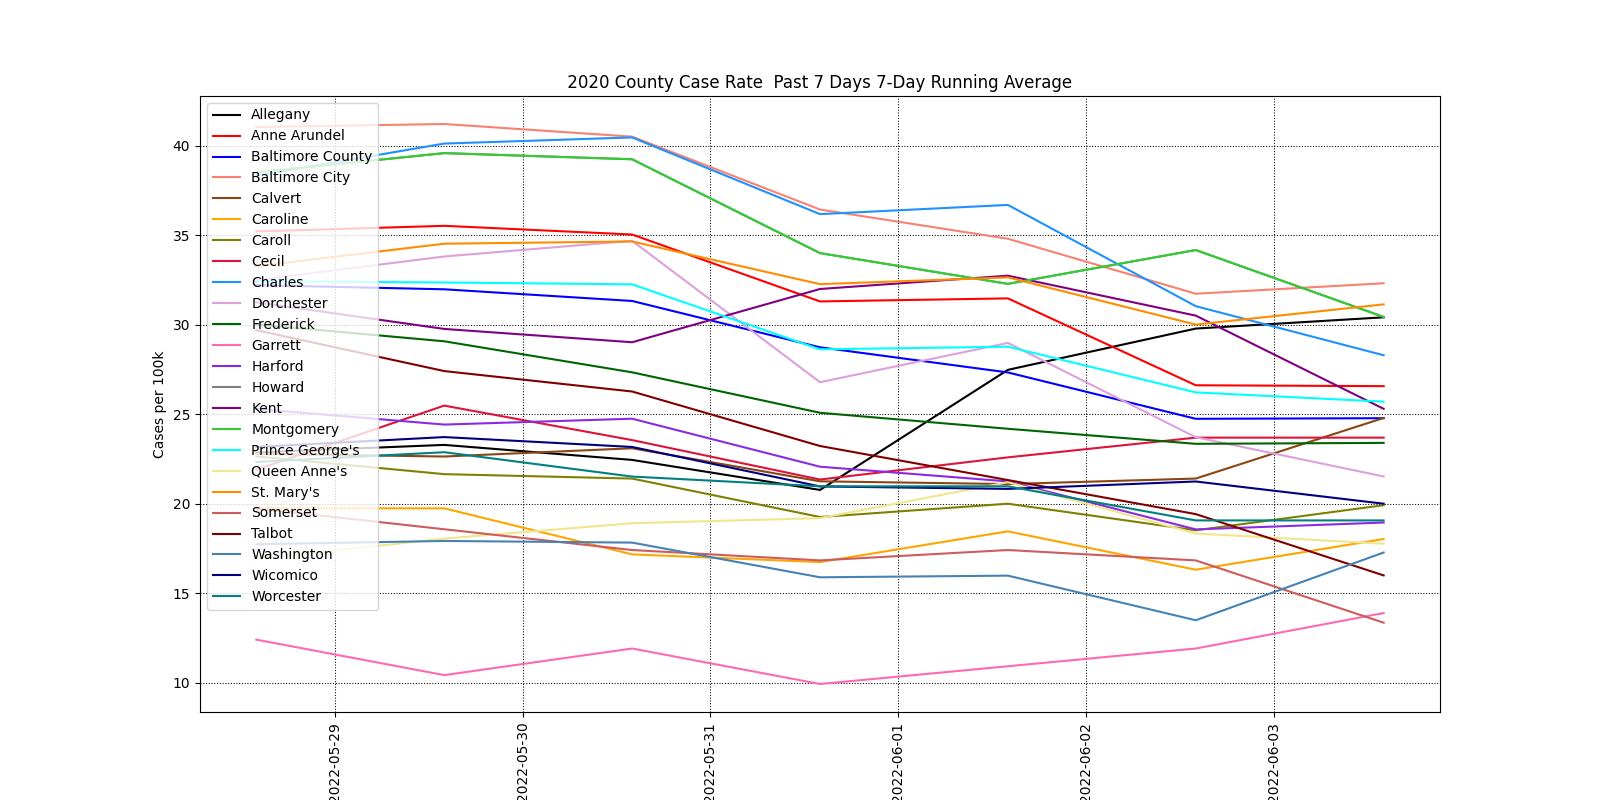 2020 County Case Rate  Past 7 Days 7-Day Running Average
Cases per 100k
40
35
30
25
20
15
10
Allegany
Anne Arundel
Baltimore County
Baltimore City
Calvert
Caroline
Caroll
Cecil
Charles
Dorchester
Frederick
Garrett
Harford
Howard
Kent
Montgomery
Prince George's
Queen Anne's
St. Mary's
Somerset
Talbot
Washington
Wicomico
Worcester
2022-05-29
2022-05-30
2022-05-31
2022-06-01
2022-06-02
2022-06-03